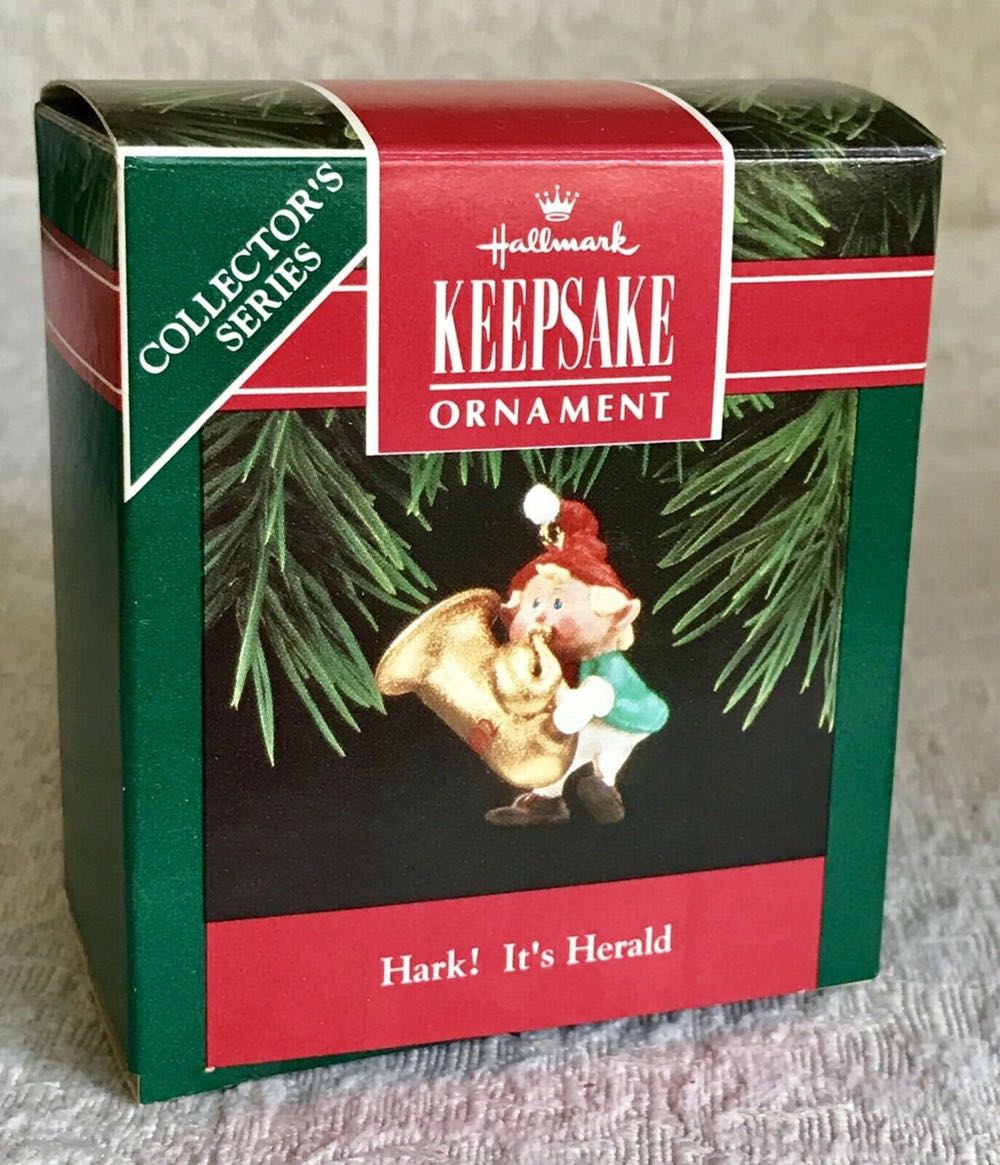 COLLECTOR'S
SERIES
Hallmark
KEEPSAKE
ORNAMENT
Hark! It's Herald